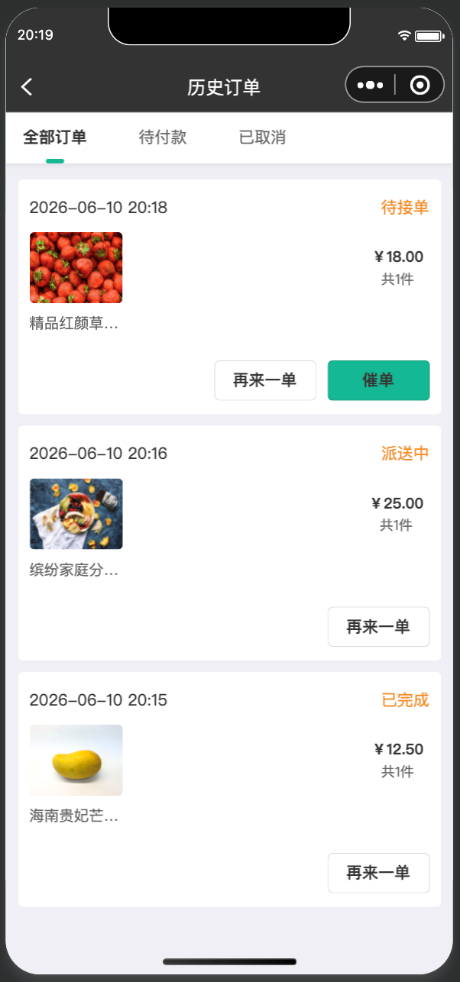 20:19
历史订单
全部订单 待付款 已取消
2026-06-10 20:18 待接单
¥18.00
共1件
精品红颜草...
再来一单 催单
2026-06-10 20:16 派送中
¥25.00
共1件
缤纷家庭分...
再来一单
2026-06-10 20:15 已完成
¥12.50
共1件
海南贵妃芒...
再来一单